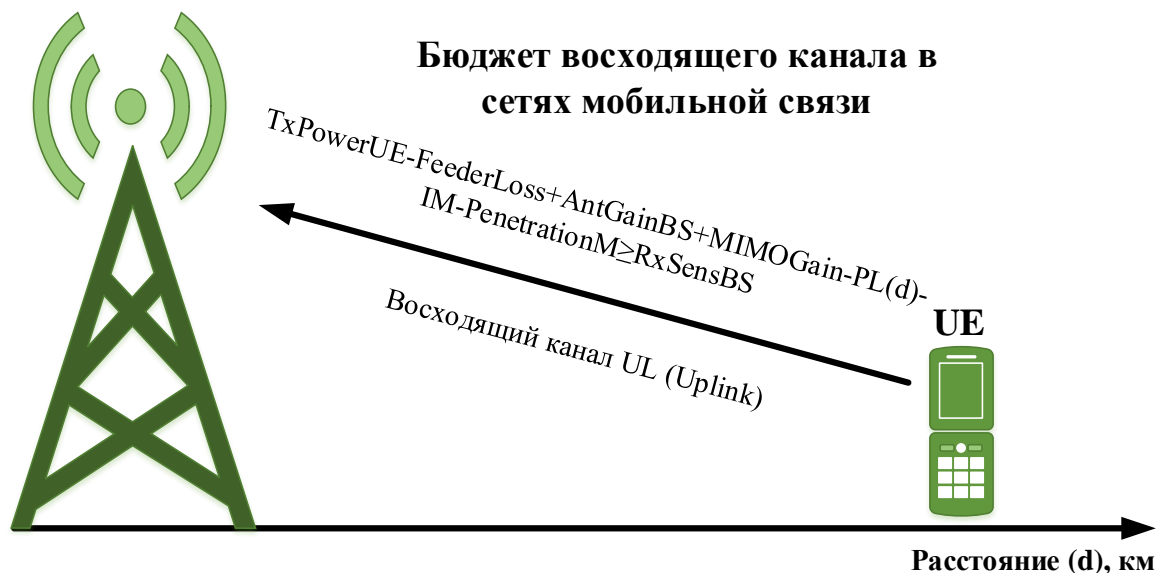 Бюджет восходящего канала в
сетях мобильной связи
TxPowerUE-FeederLoss+AntGainBS+MIMOGain-PL(d)-
IM-PenetrationM≥RxSensBS
Восходящий канал UL (Uplink)
UE
Расстояние (d), км